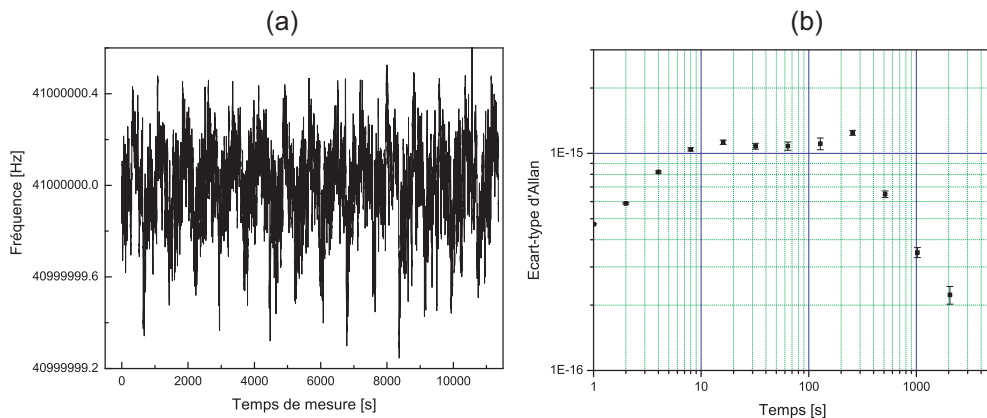 (a)
(b)
Fréquence [Hz]
41000000.4
41000000.0
40999999.6
40999999.2
0
2000
4000
6000
8000
10000
Temps de mesure [s]
Ecart-type d'Allan
1E-15
1E-16
1
10
100
1000
Temps [s]